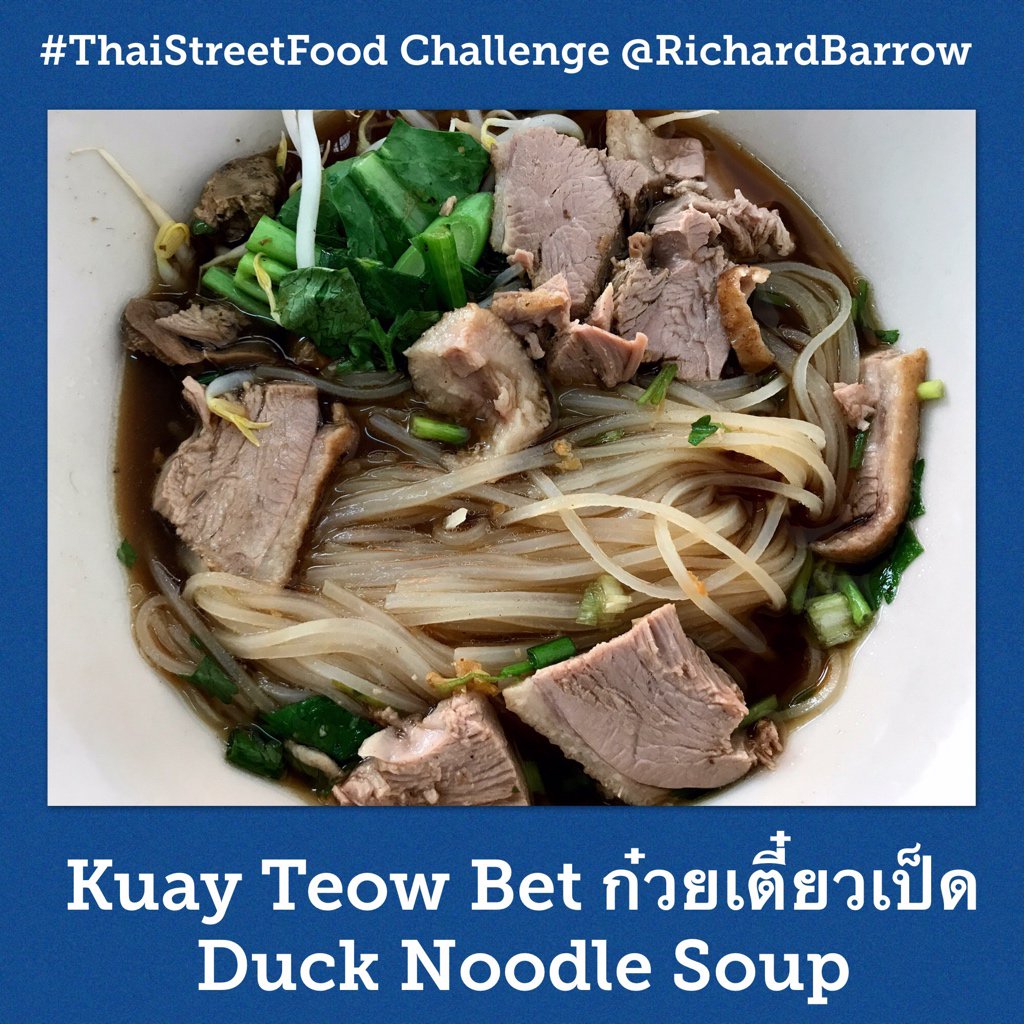 #ThaiStreetFood Challenge @RichardBarrow
Kuay Teow Bet ก๋วยเตี๋ยวเป็ด
Duck Noodle Soup